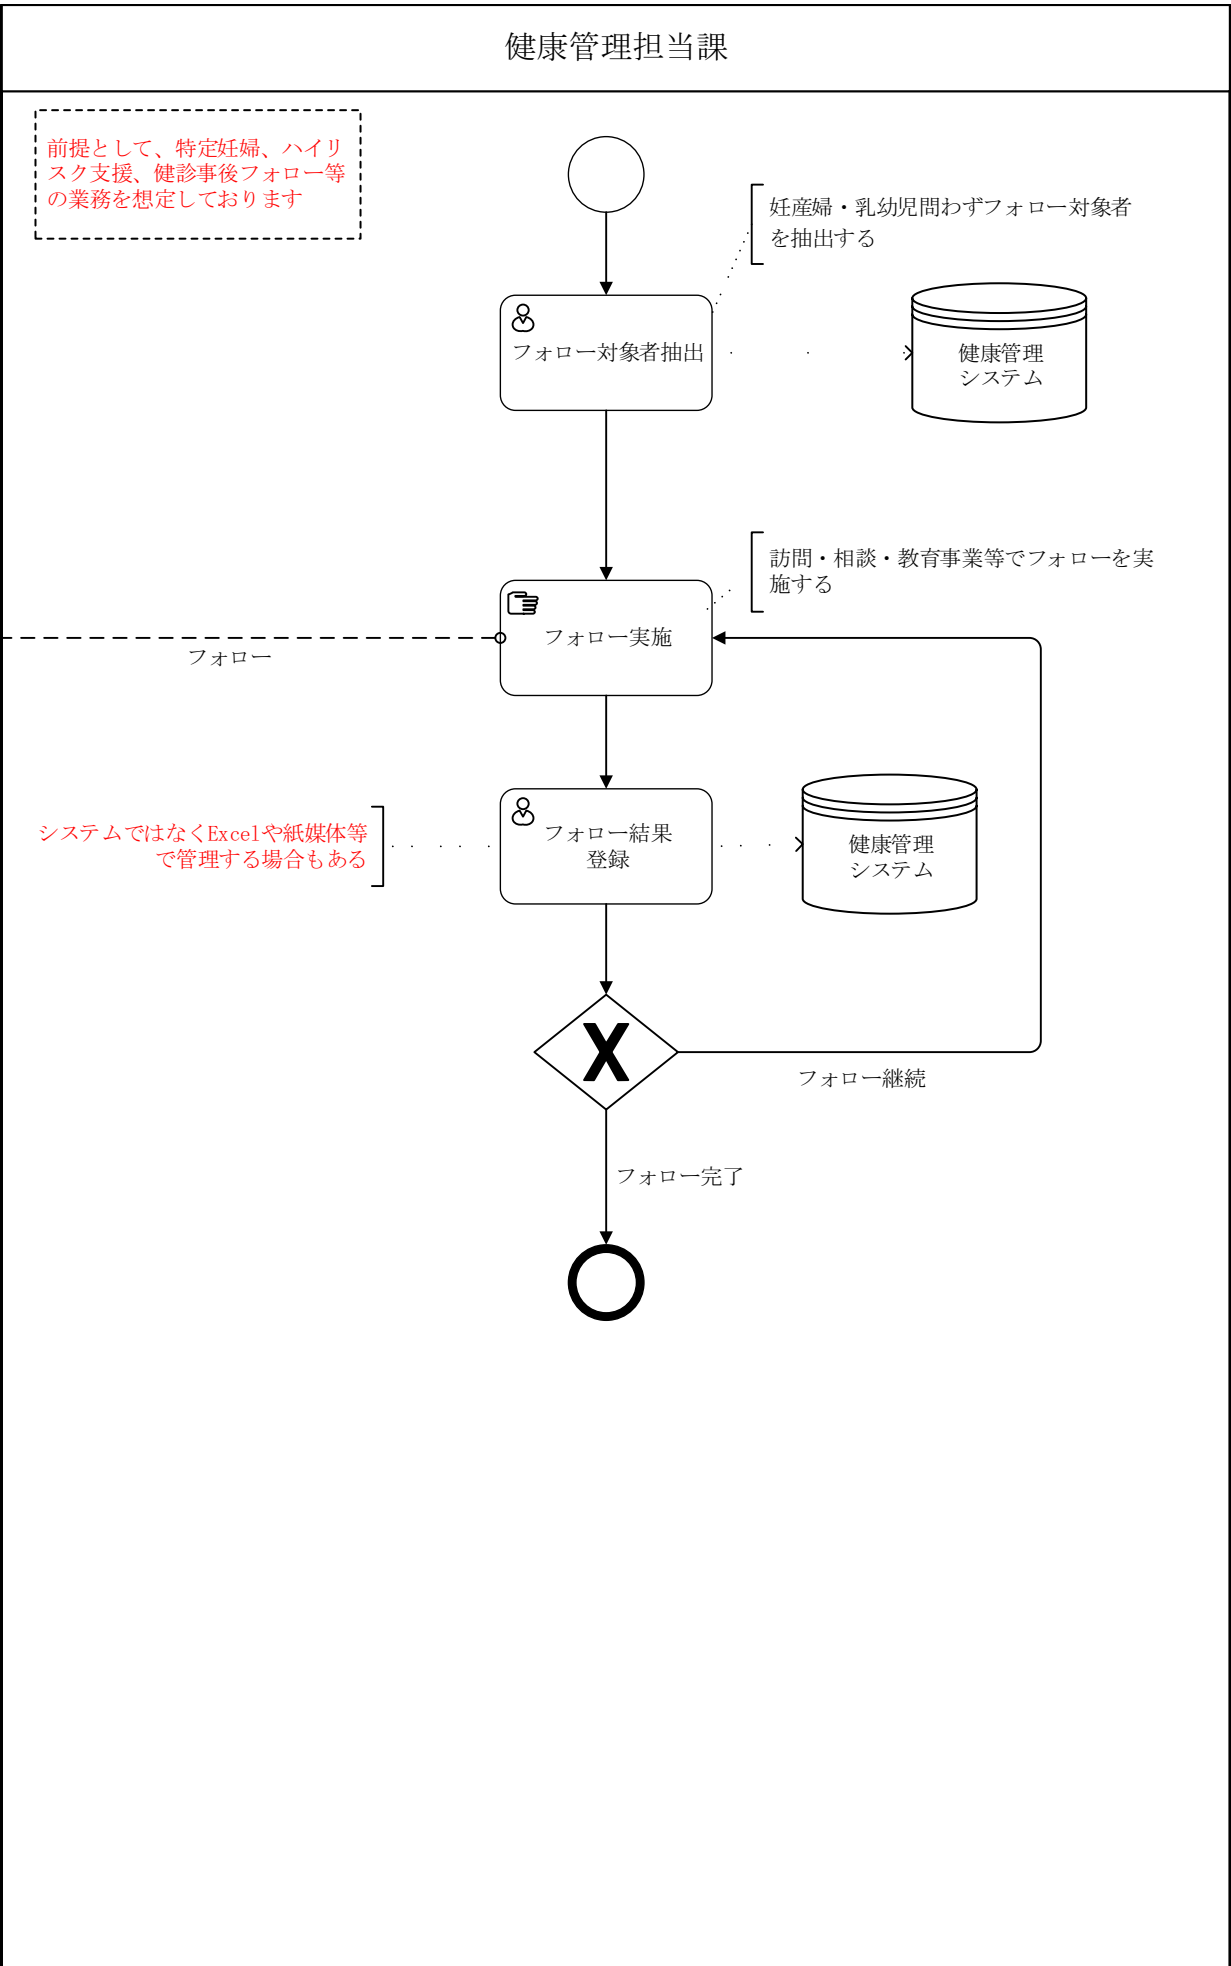 健康管理担当課
前提として、特定妊婦、ハイリ
スク支援、健診事後フォロー等
の業務を想定しております
妊産婦・乳幼児問わずフォロー対象者
を抽出する
フォロー対象者抽出
健康管理
システム
訪問・相談・教育事業等でフォローを実
施する
フォロー実施
フォロー
システムではなくExcelや紙媒体等
で管理する場合もある
フォロー結果
登録
健康管理
システム
X
フォロー継続
フォロー完了